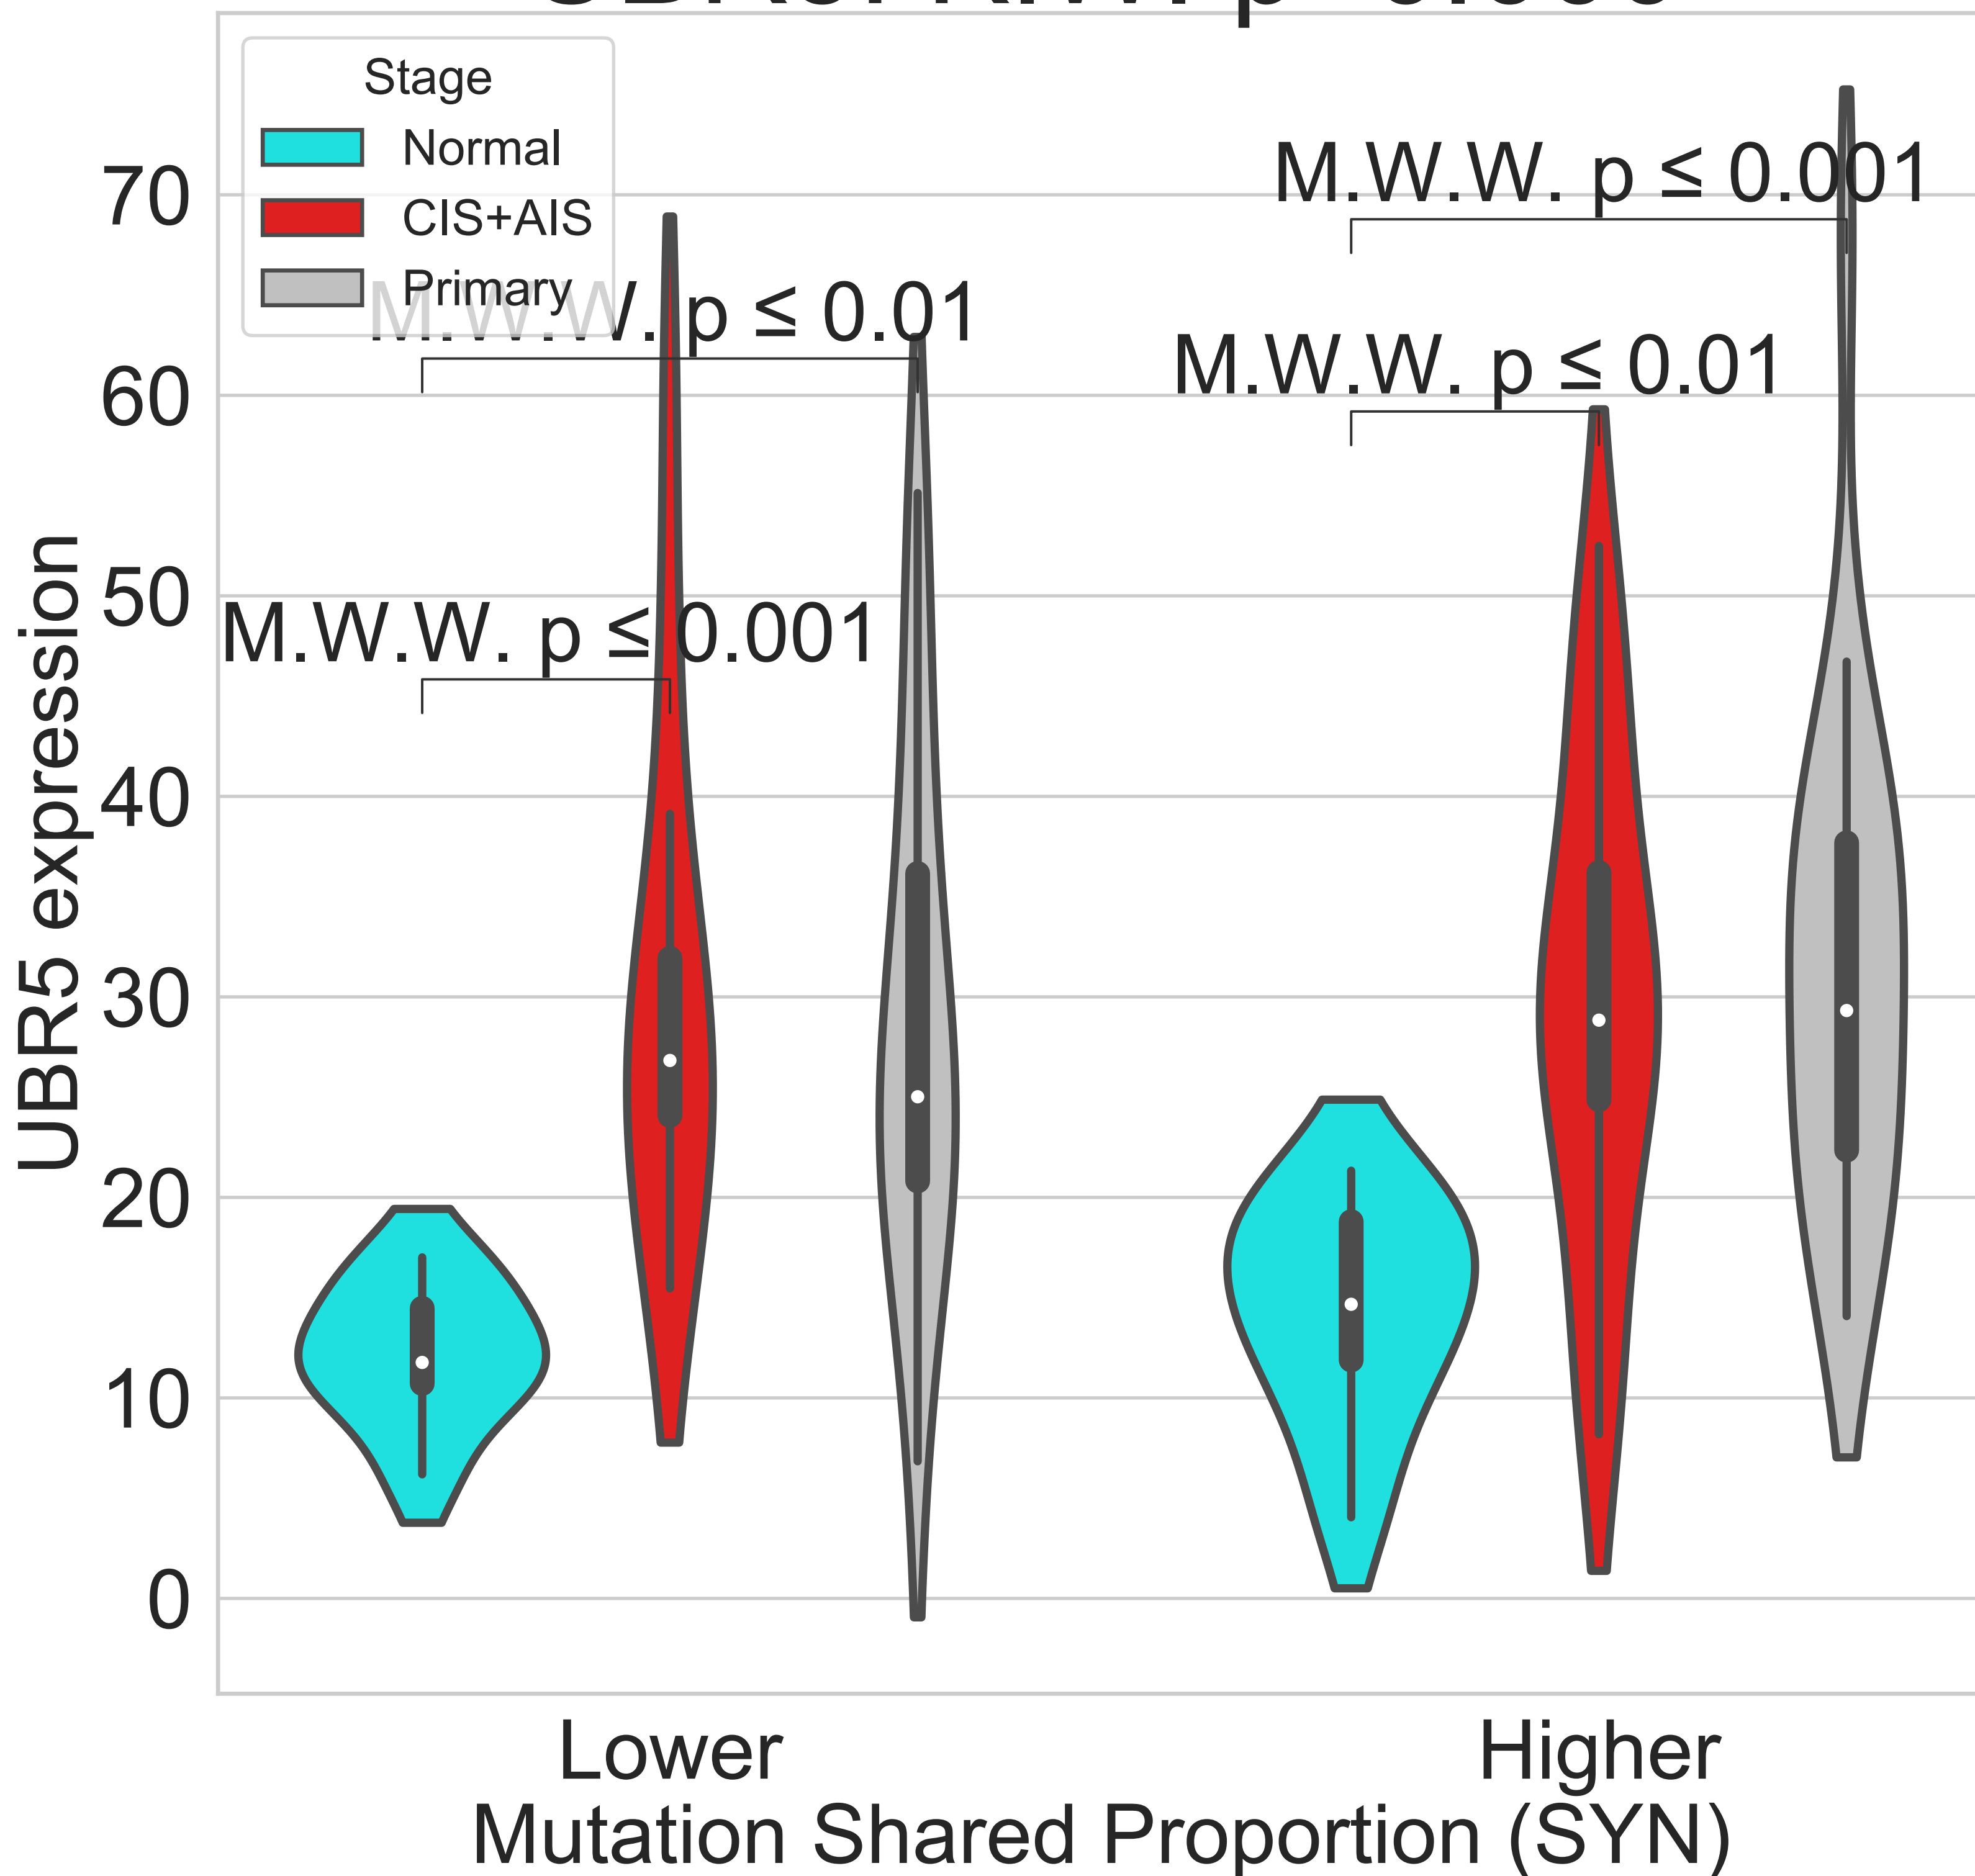 Stage
Normal
CIS+AIS
Primary
M.W.W. p ≤ 0.001
M.W.W. p ≤ 0.01
M.W.W. p ≤ 0.01
M.W.W. p ≤ 0.001
70
60
50
40
30
20
10
0
UBR5 expression
Lower
Higher
Mutation Shared Proportion (SYN)